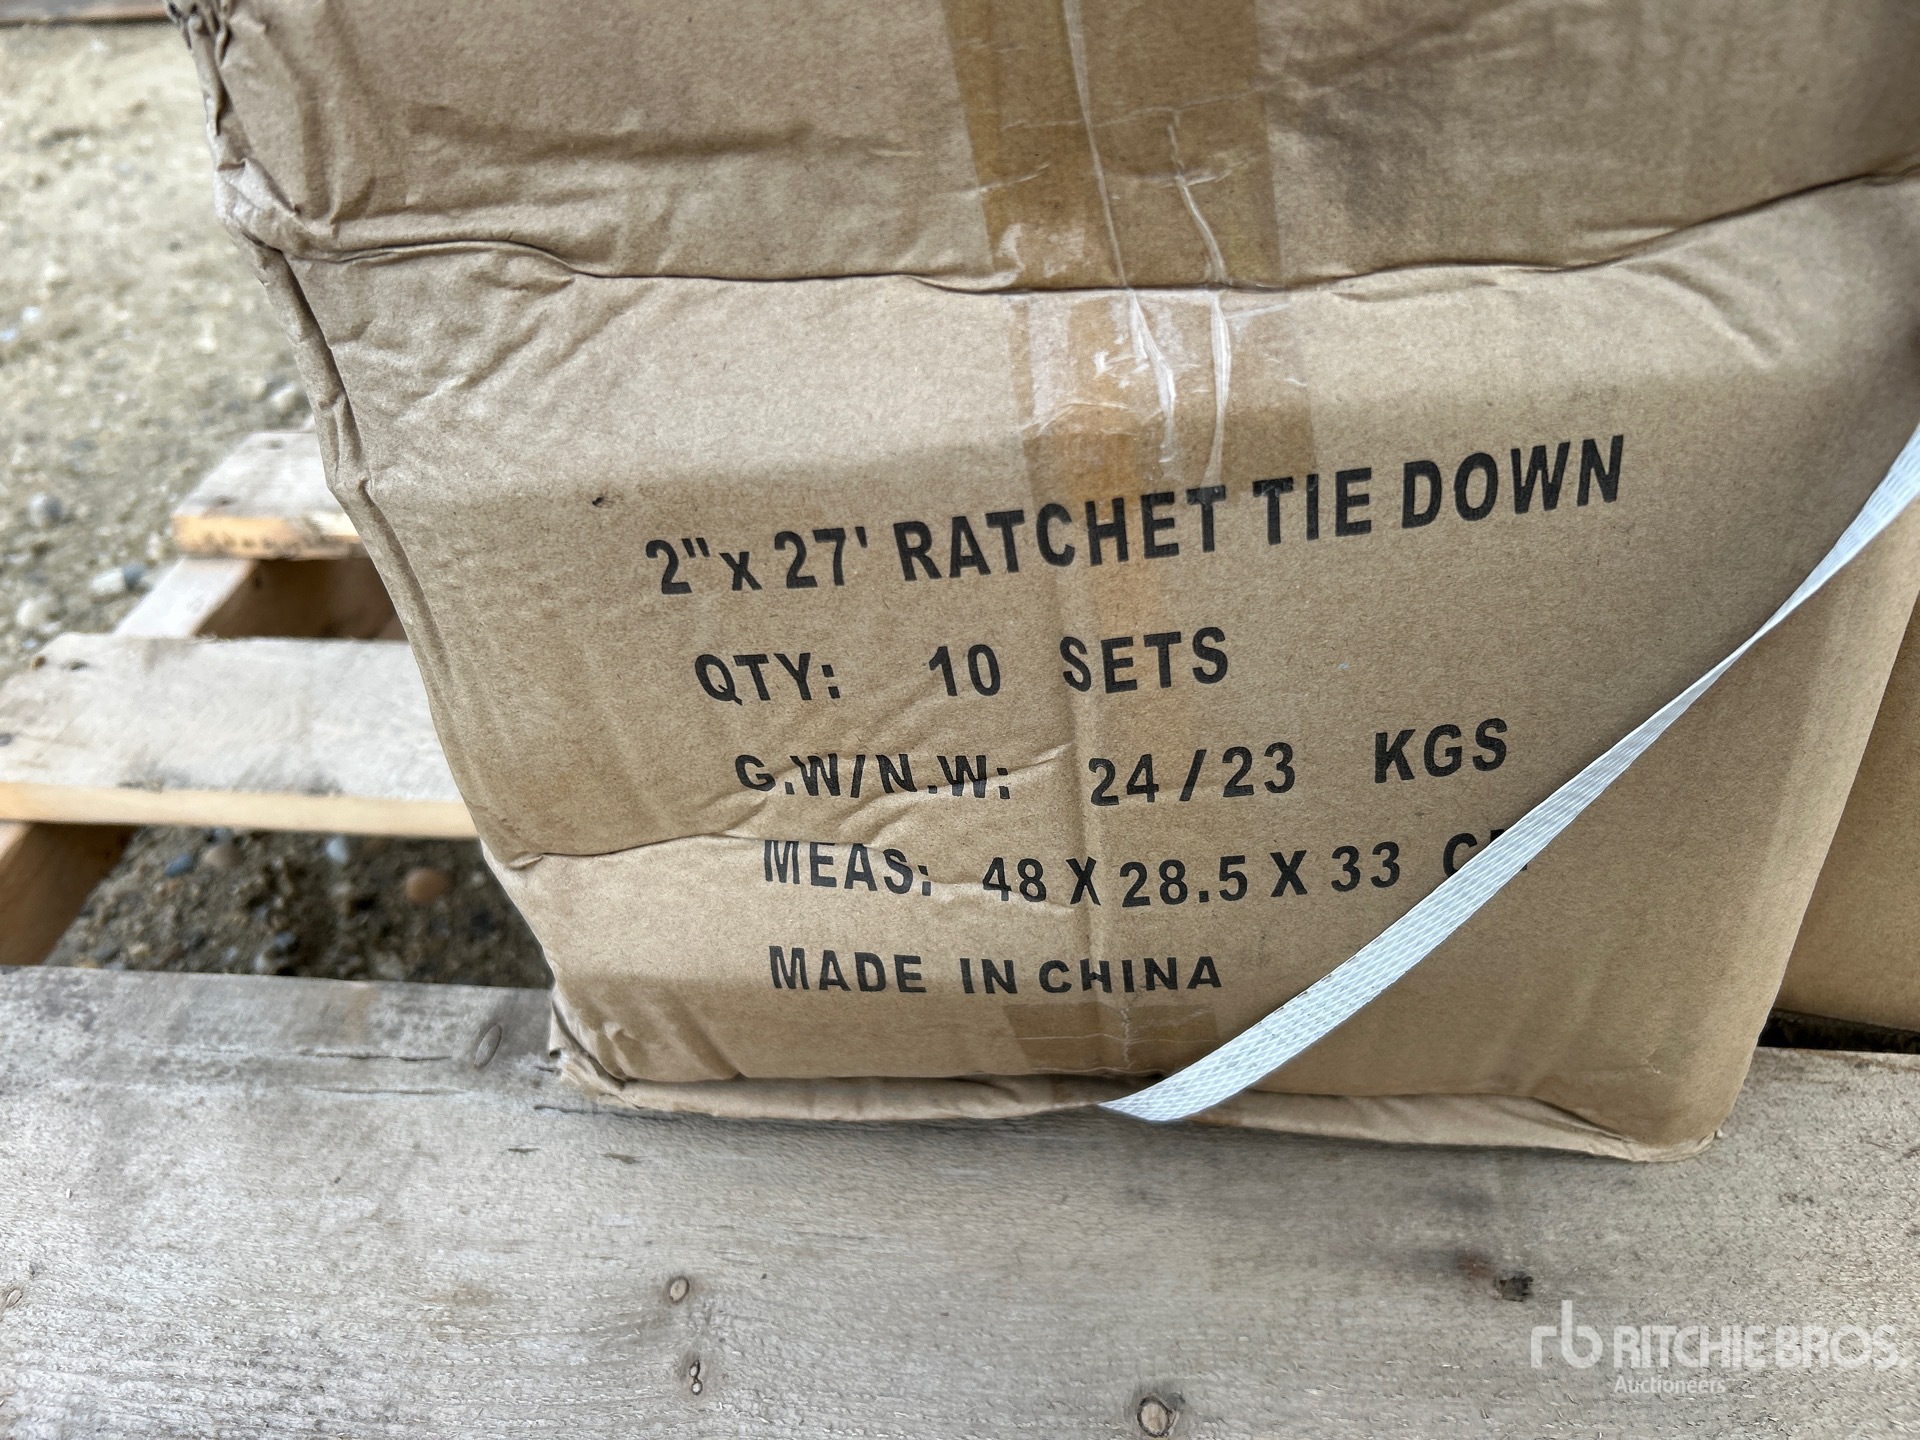 2" x 27' RATCHET TIE DOWN
QTY: 10 SETS
G.W/N.W: 24/23 KGS
MEAS: 48 X 28.5 X 33
MADE IN CHINA
rb RITCHIE BROS.
Auctioneers